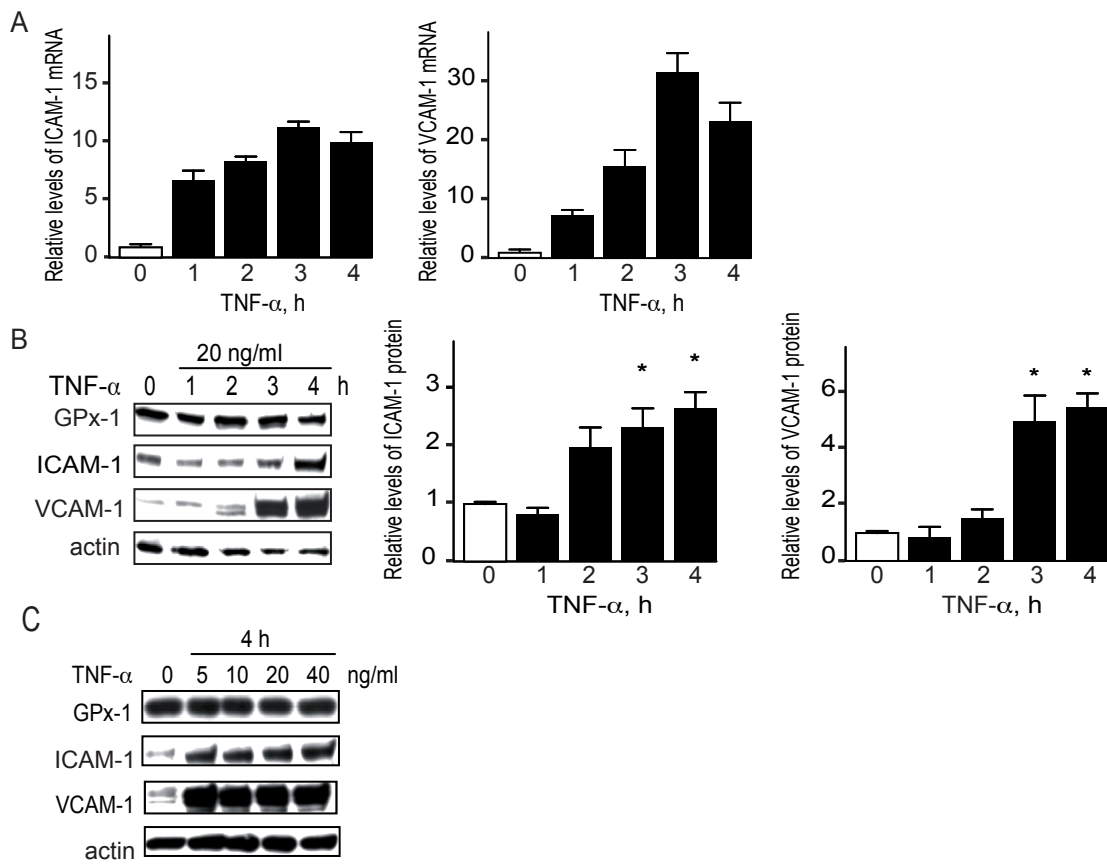 A
Relative levels of ICAM-1 mRNA
15
10
5
0
0 1 2 3 4
TNF-α, h
Relative levels of VCAM-1 mRNA
30
20
10
0
0 1 2 3 4
TNF-α, h
B
20 ng/ml
TNF-α 0 1 2 3 4 h
GPx-1
ICAM-1
VCAM-1
actin
Relative levels of ICAM-1 protein
3
2
1
0
* *
0 1 2 3 4
TNF-α, h
Relative levels of VCAM-1 protein
6
4
2
0
* *
0 1 2 3 4
TNF-α, h
C
4 h
TNF-α 0 5 10 20 40 ng/ml
GPx-1
ICAM-1
VCAM-1
actin